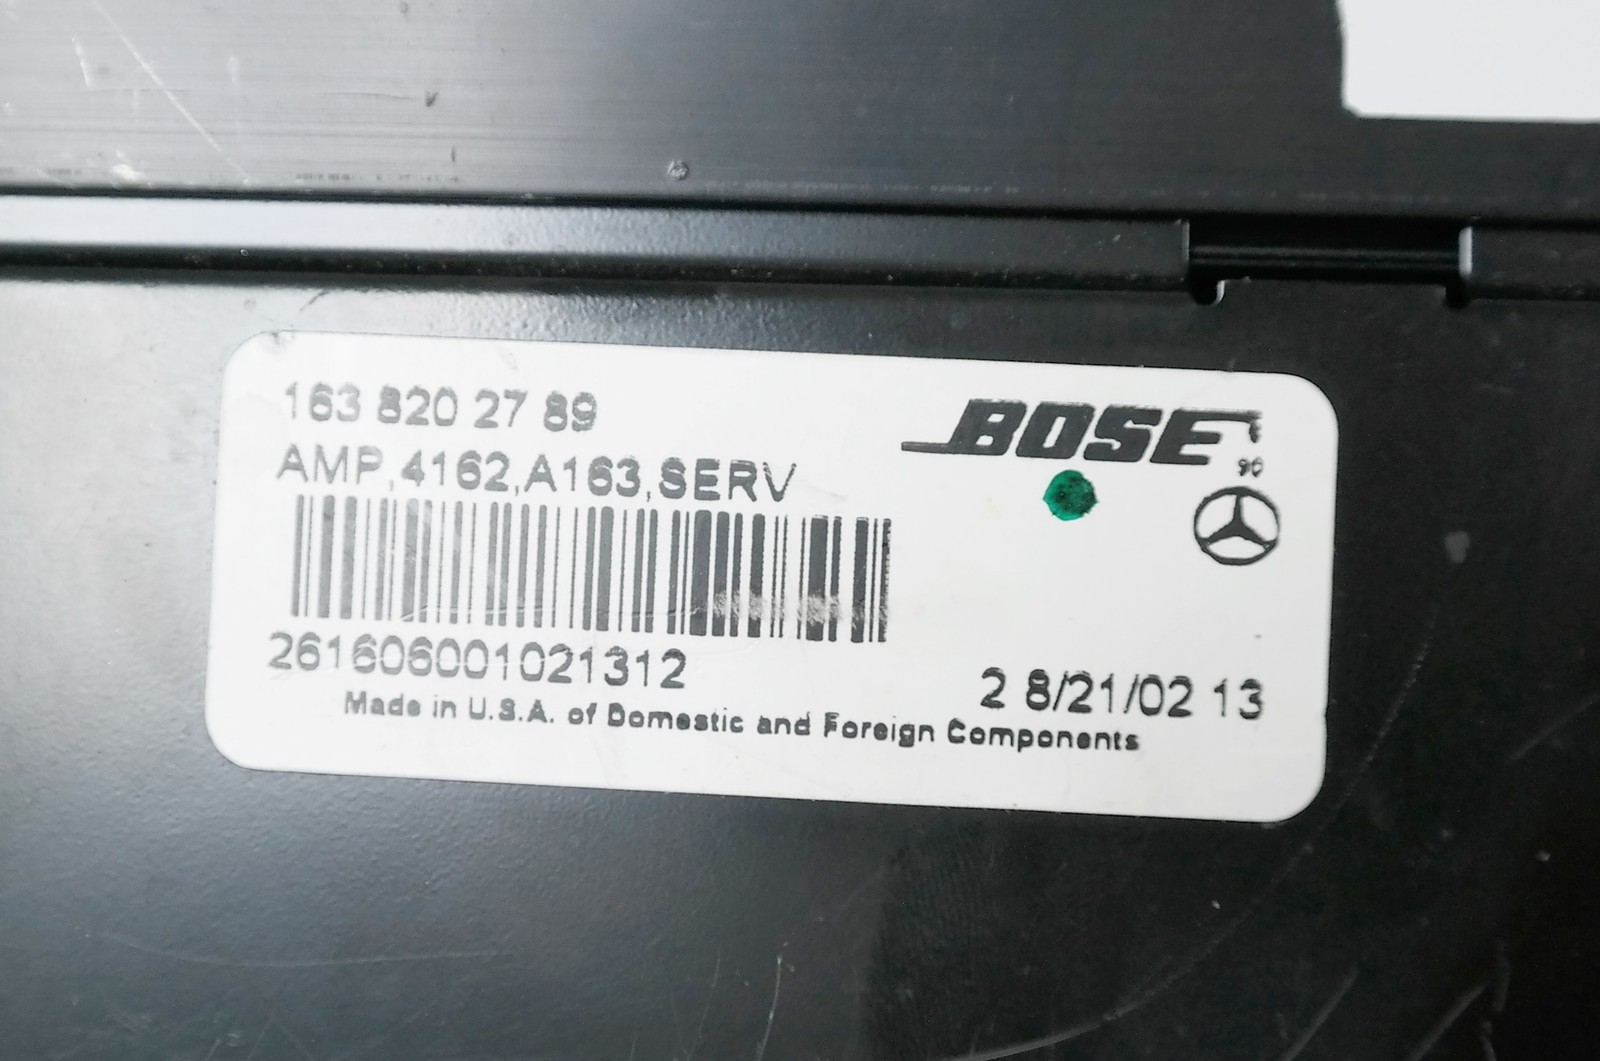 163 820 27 89
BOSE
AMP,4162,A163,SERV
90
261606001021312
2 8/21/02 13
Made in U.S.A. of Domestic and Foreign Components